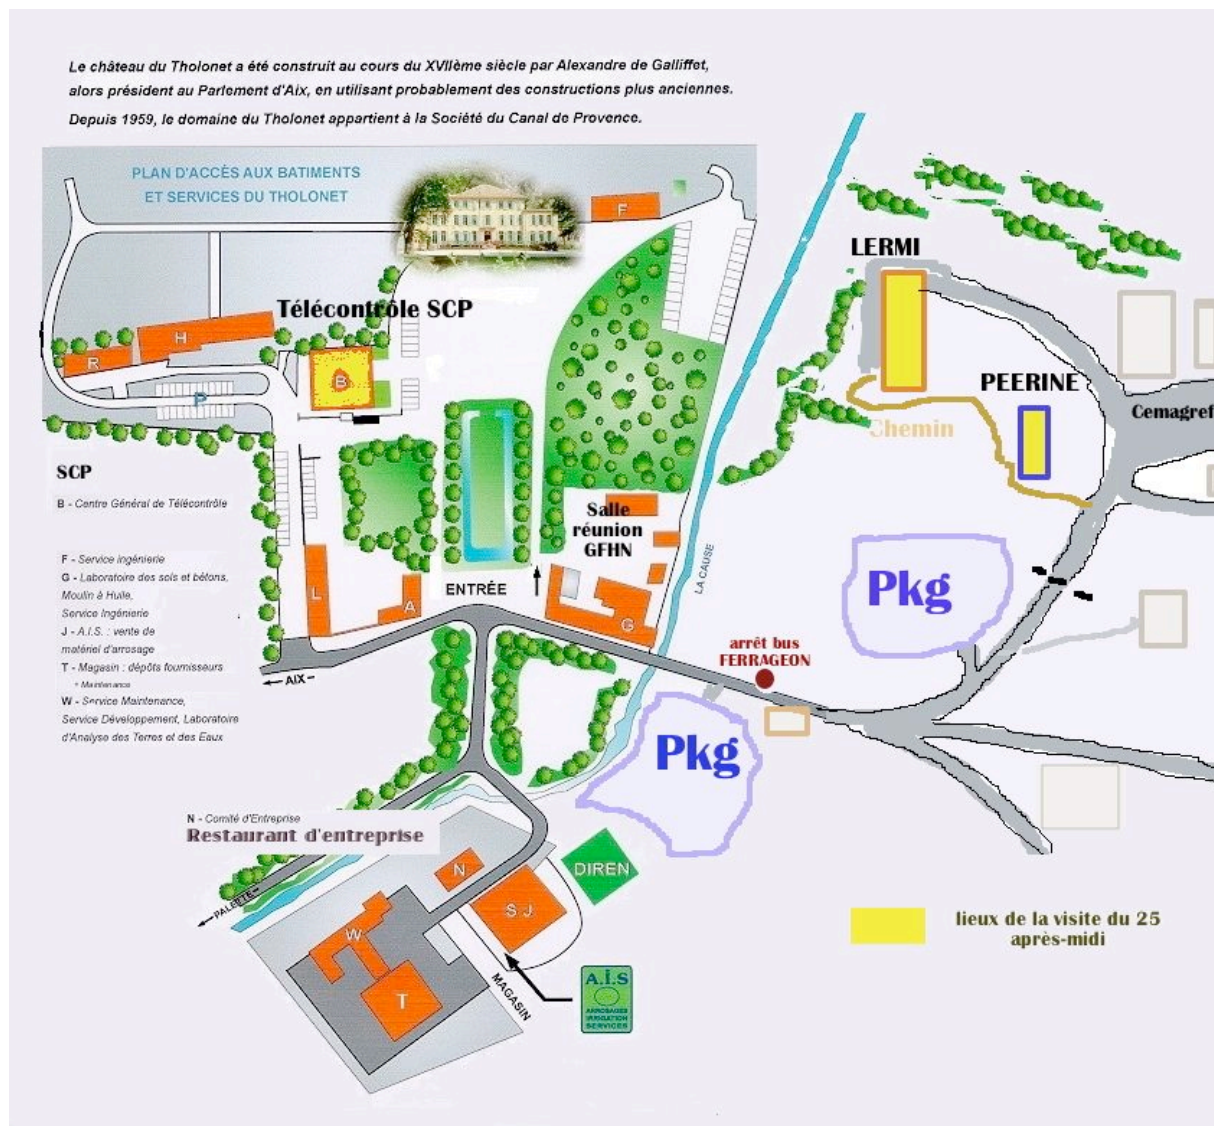 Le château du Tholonet a été construit au cours du XVIIème siècle par Alexandre de Galliffet,
alors président au Parlement d'Aix, en utilisant probablement des constructions plus anciennes.
Depuis 1959, le domaine du Tholonet appartient à la Société du Canal de Provence.
PLAN D'ACCÈS AUX BATIMENTS
ET SERVICES DU THOLONET
F
LERMI
Télécontrôle SCP
H
R
B
P
PEERINE
Cemagref
Chemin
SCP
B - Centre Général de Télécontrôle
Salle
réunion
GFHN
F - Service ingénierie
G - Laboratoire des sols et bétons,
Moulin à Huile,
Service Ingénierie
J - A.I.S. : vente de
matériel d'arrosage
T - Magasin : dépôts fournisseurs
+ Maintenance
W - Service Maintenance,
Service Développement, Laboratoire
d'Analyse des Terres et des Eaux
L
A
ENTRÉE
G
LA CAUSE
Pkg
arrêt bus
FERRAGEON
AIX
Pkg
N - Comité d'Entreprise
Restaurant d'entreprise
PALETTE
N
DIREN
S J
W
T
MAGASIN
A.I.S
ARROSAGES
IRRIGATION
SERVICES
lieux de la visite du 25
après-midi